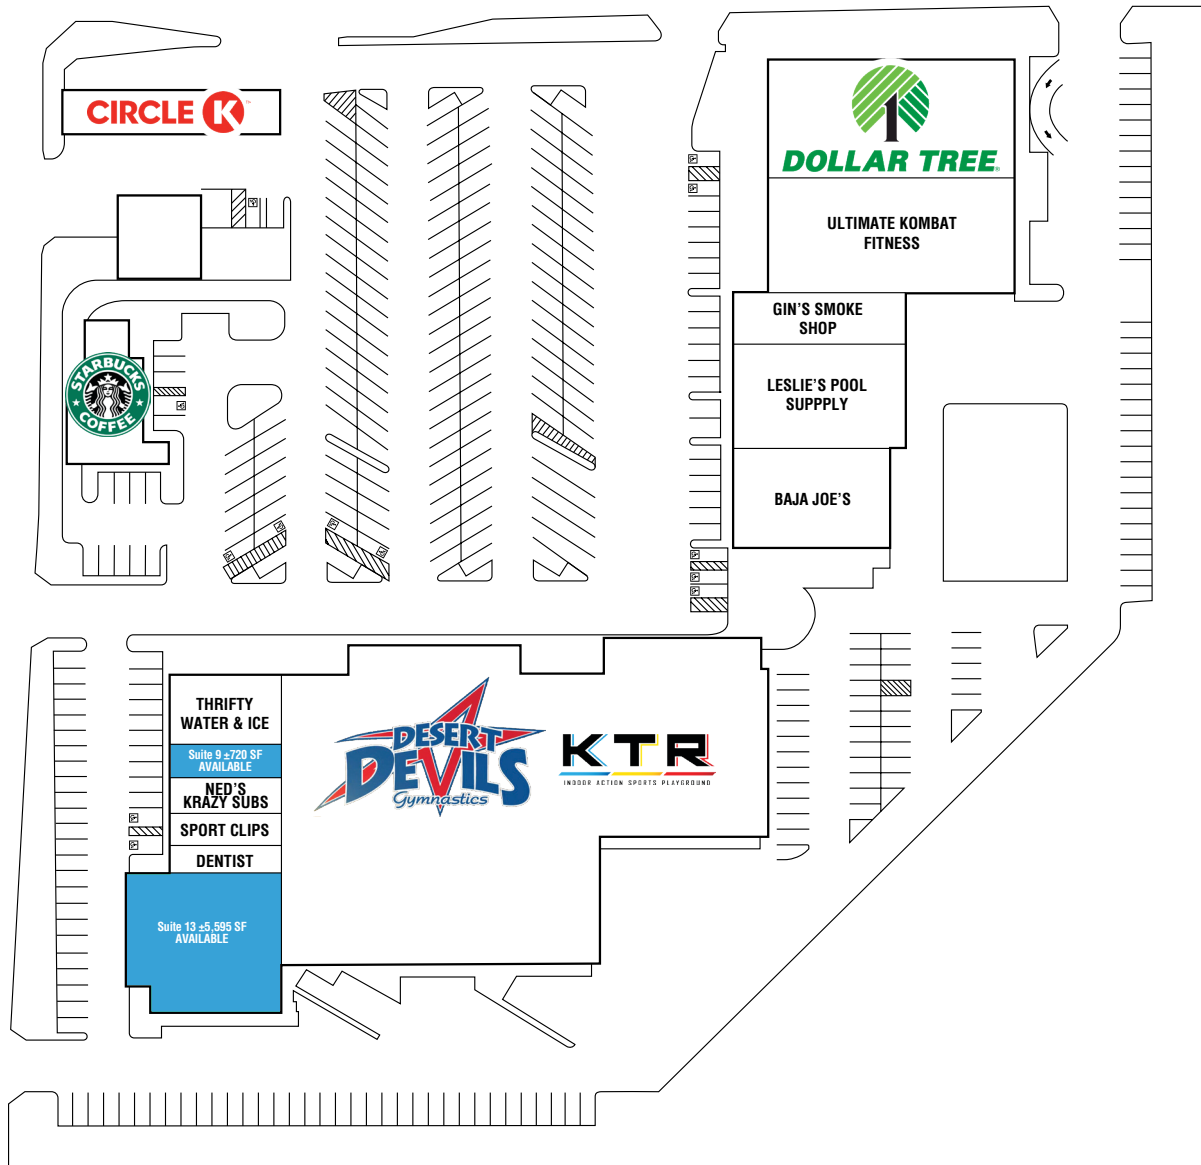 CIRCLE K
DOLLAR TREE
1
ULTIMATE KOMBAT
FITNESS
GIN'S SMOKE
SHOP
LESLIE'S POOL
SUPPPLY
BAJA JOE'S
STARBUCKS
COFFEE
THRIFTY
WATER & ICE
Suite 9 ±720 SF
AVAILABLE
NED'S
KRAZY SUBS
SPORT CLIPS
DENTIST
Suite 13 ±5,595 SF
AVAILABLE
DESERT
DEVILS
Gymnastics
KTR
INDOOR ACTION SPORTS PLAYGROUND